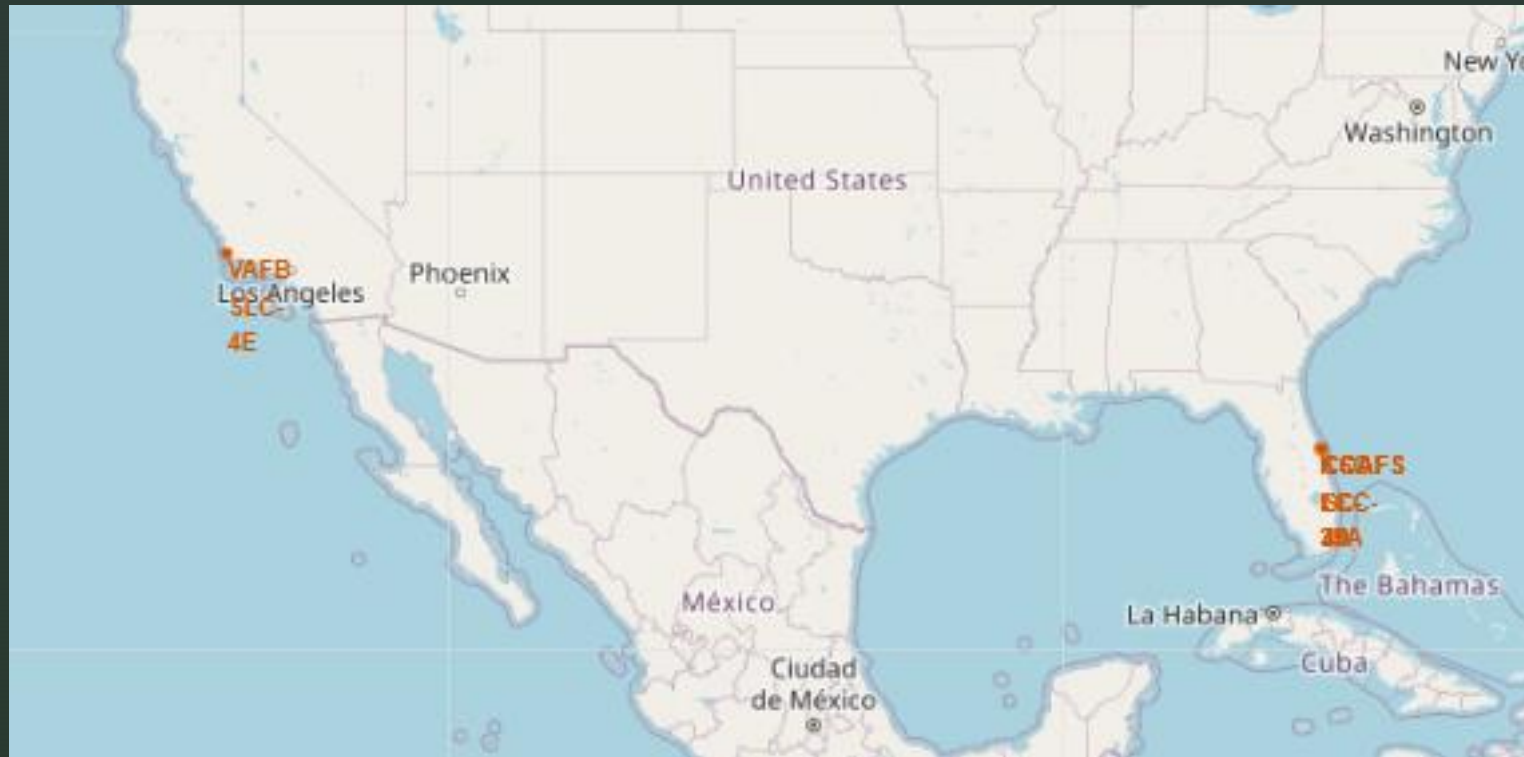 New Yo
Washington
United States
VAFB
Los Angeles
SLC-
4E
Phoenix
The Bahamas
México
La Habana
Cuba
Ciudad
de México